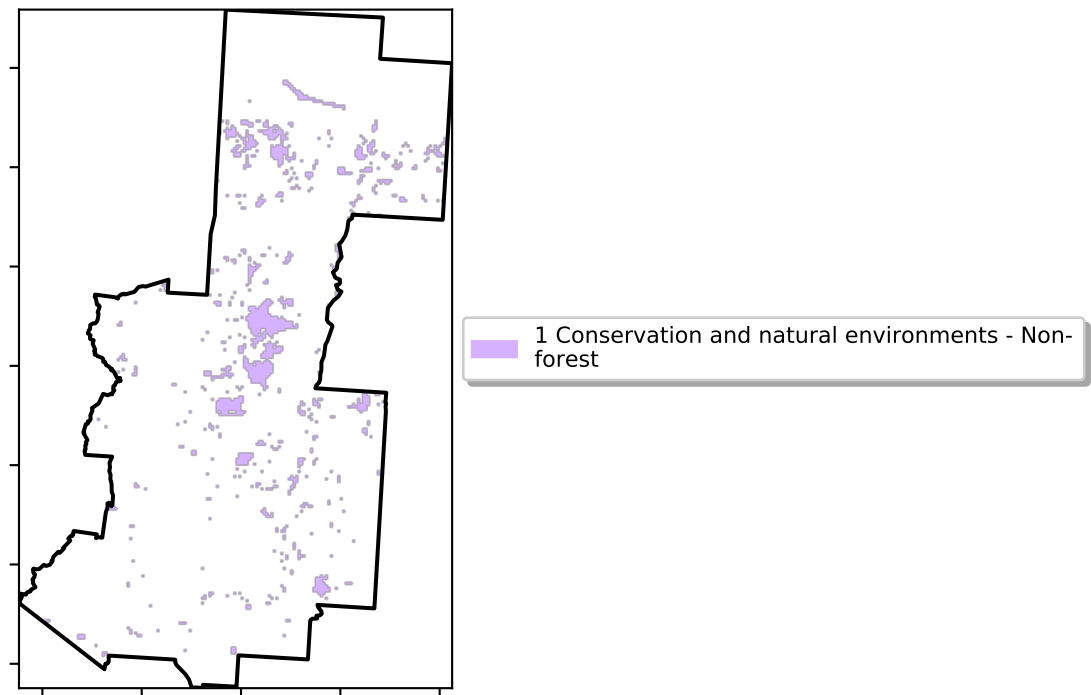 1 Conservation and natural environments - Non-
forest